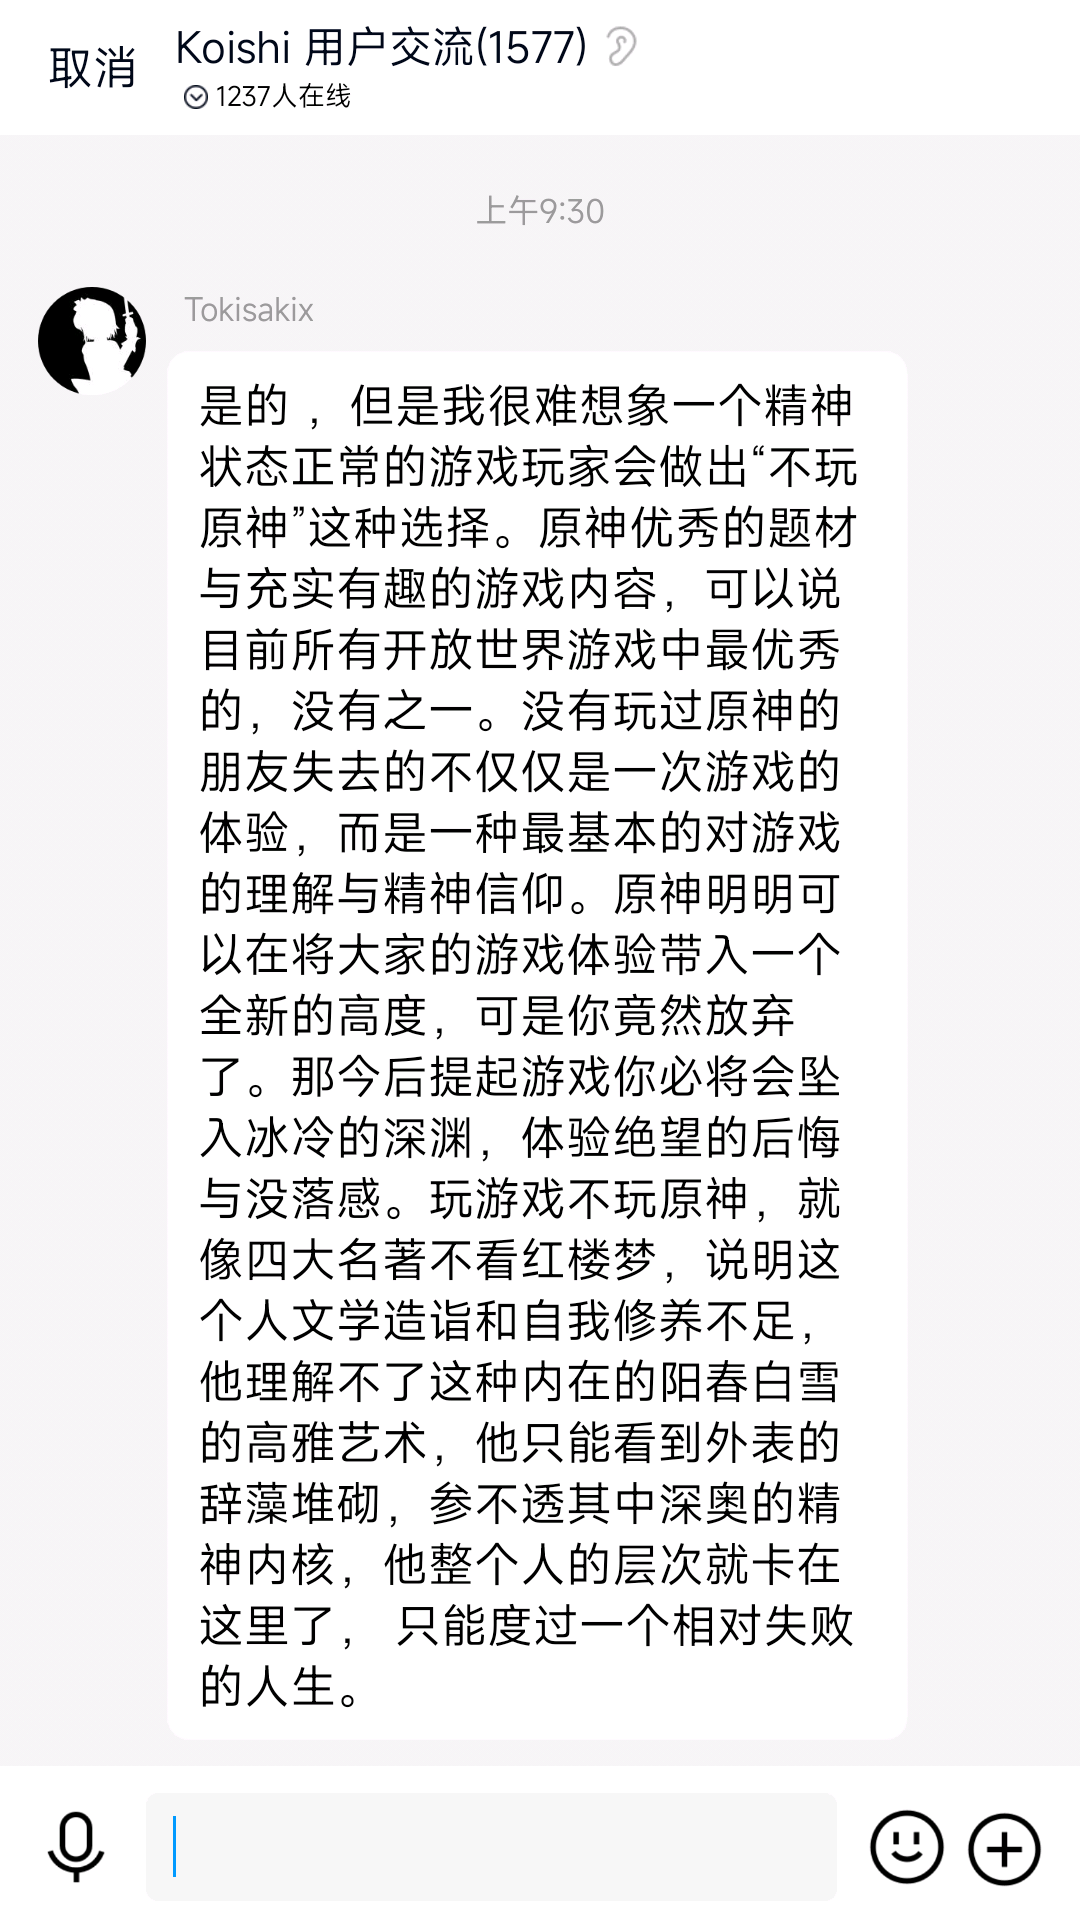 取消
Koishi 用户交流(1577)
1237人在线
上午9:30
Tokisakix
是的 ，但是我很难想象一个精神
状态正常的游戏玩家会做出“不玩
原神”这种选择。原神优秀的题材
与充实有趣的游戏内容，可以说
目前所有开放世界游戏中最优秀
的，没有之一。没有玩过原神的
朋友失去的不仅仅是一次游戏的
体验，而是一种最基本的对游戏
的理解与精神信仰。原神明明可
以在将大家的游戏体验带入一个
全新的高度，可是你竟然放弃
了。那今后提起游戏你必将会坠
入冰冷的深渊，体验绝望的后悔
与没落感。玩游戏不玩原神，就
像四大名著不看红楼梦，说明这
个人文学造诣和自我修养不足，
他理解不了这种内在的阳春白雪
的高雅艺术，他只能看到外表的
辞藻堆砌，参不透其中深奥的精
神内核，他整个人的层次就卡在
这里了， 只能度过一个相对失败
的人生。